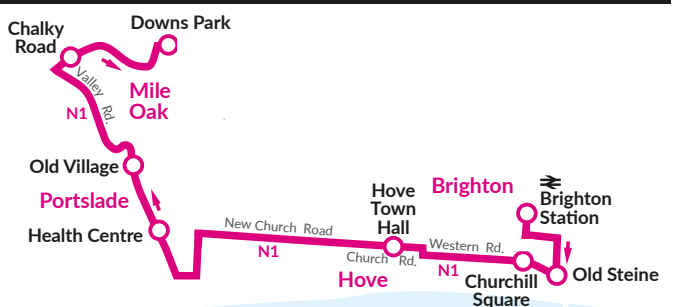 Downs Park
Chalky
Road
Valley Rd.
Mile
Oak
N1
Old Village
Portslade
Health Centre
New Church Road
N1
Hove
Town
Hall
Church Rd.
Hove
Brighton
Western Rd.
N1
Brighton
Station
Churchill
Square
Old Steine